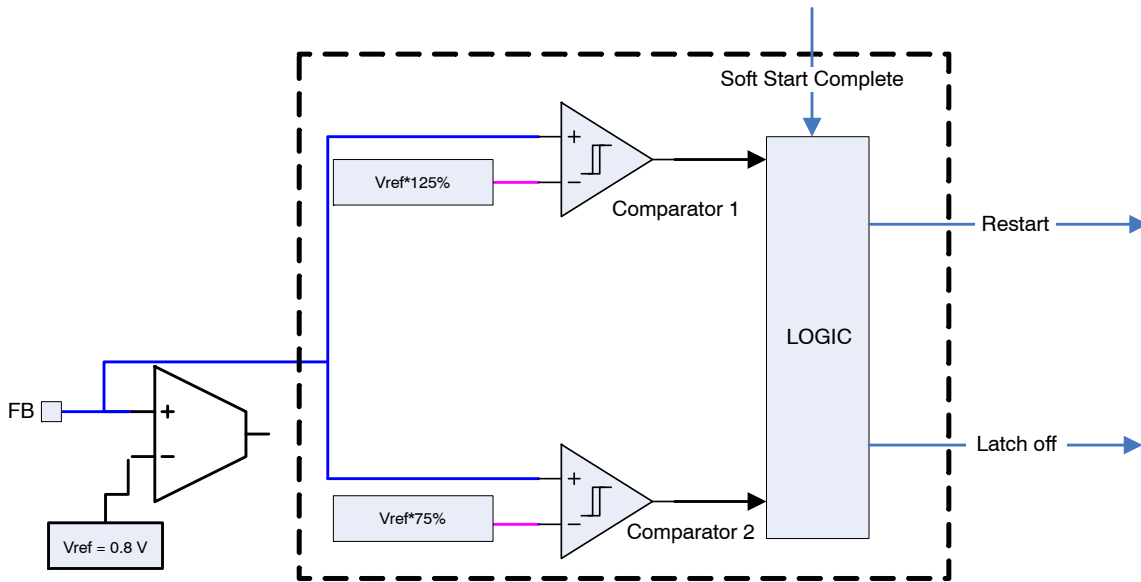 Soft Start Complete
+
Vref*125%
−
Comparator 1
Restart
LOGIC
FB
+
−
Latch off
+
Vref*75%
−
Comparator 2
Vref = 0.8 V